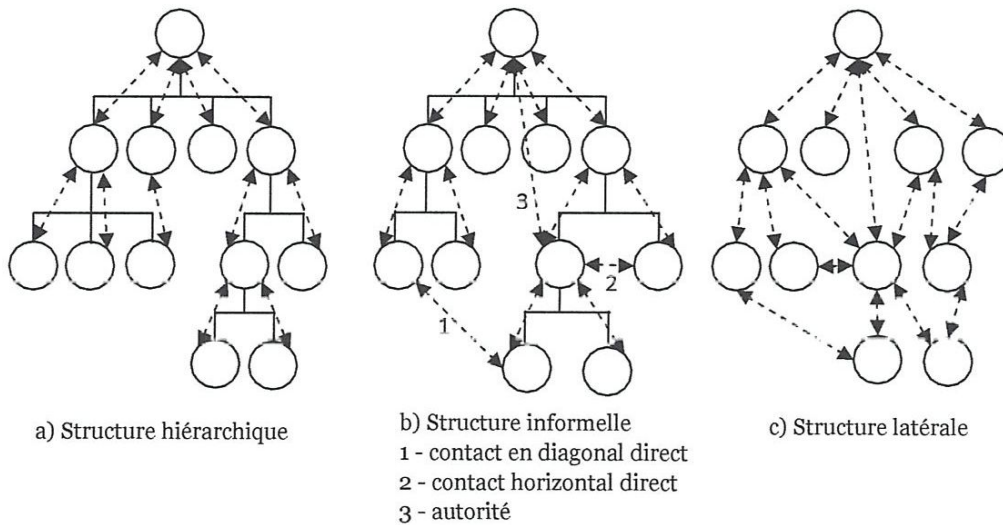 3
2
1
a) Structure hiérarchique
b) Structure informelle
1 - contact en diagonal direct
2 - contact horizontal direct
3 - autorité
c) Structure latérale